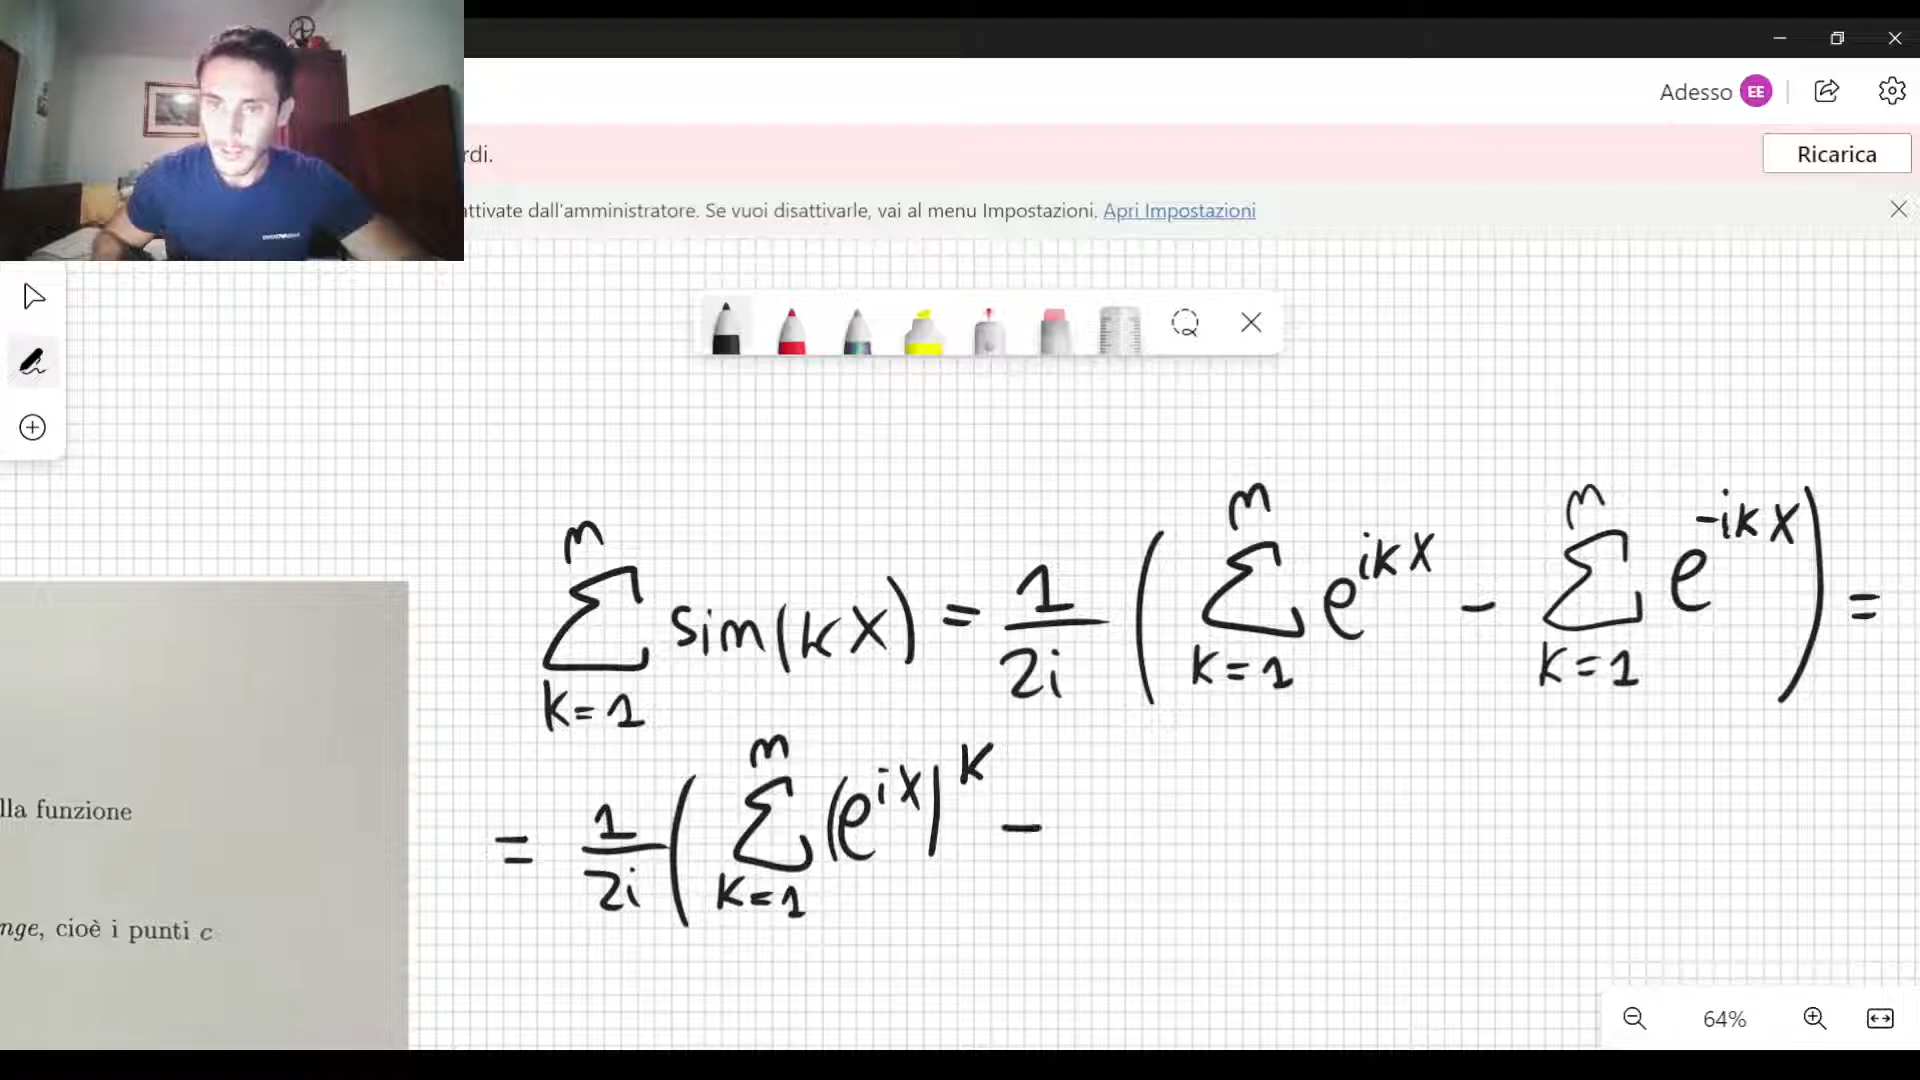 Adesso EE
rdi.
Ricarica
attivate dall'amministratore. Se vuoi disattivarle, vai al menu Impostazioni. Apri Impostazioni
n
∑ sin(kx) = 1/2i ( n∑k=1 e^ikx - n∑k=1 e^-ikx ) =
k=1
= 1/2i ( n∑k=1 (e^ix)^k -
lla funzione
nge, cioè i punti c
64%